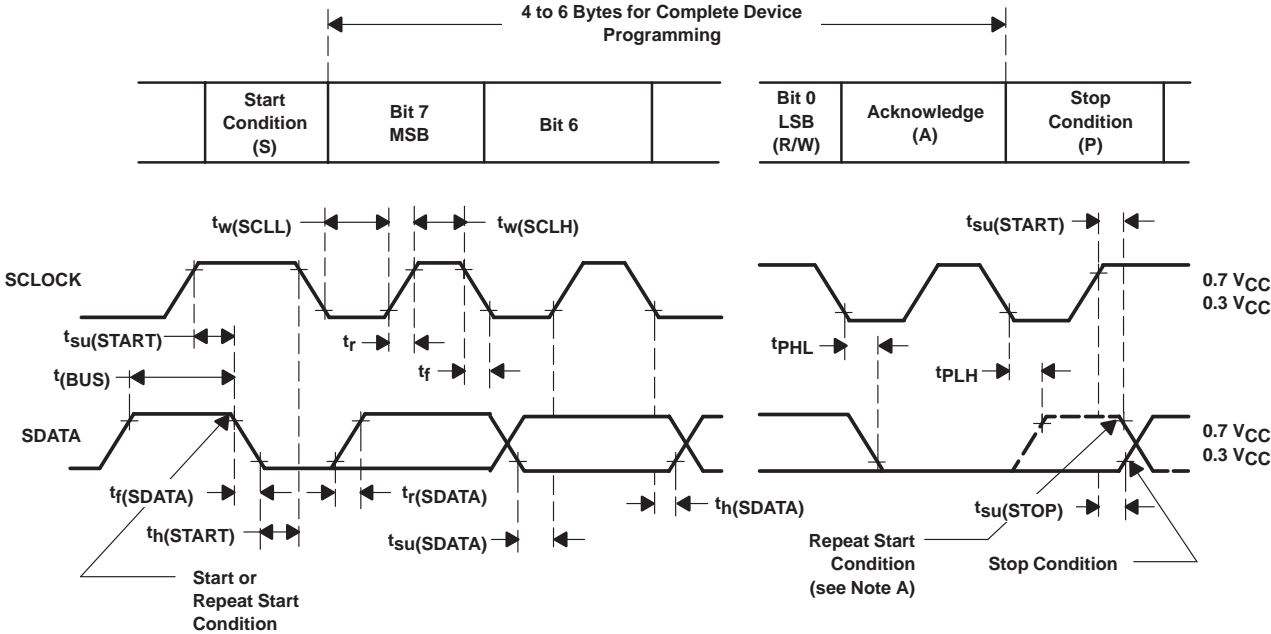 4 to 6 Bytes for Complete Device
Programming
Start
Condition
(S)
Bit 7
MSB
Bit 6
Bit 0
LSB
(R/W)
Acknowledge
(A)
Stop
Condition
(P)
tw(SCLL)
tw(SCLH)
tsu(START)
SCLOCK
0.7 VCC
0.3 VCC
tsu(START)
tr
tPHL
t(BUS)
tf
tPLH
SDATA
0.7 VCC
0.3 VCC
tf(SDATA)
tr(SDATA)
th(SDATA)
tsu(STOP)
th(START)
tsu(SDATA)
Repeat Start
Condition
(see Note A)
Stop Condition
Start or
Repeat Start
Condition